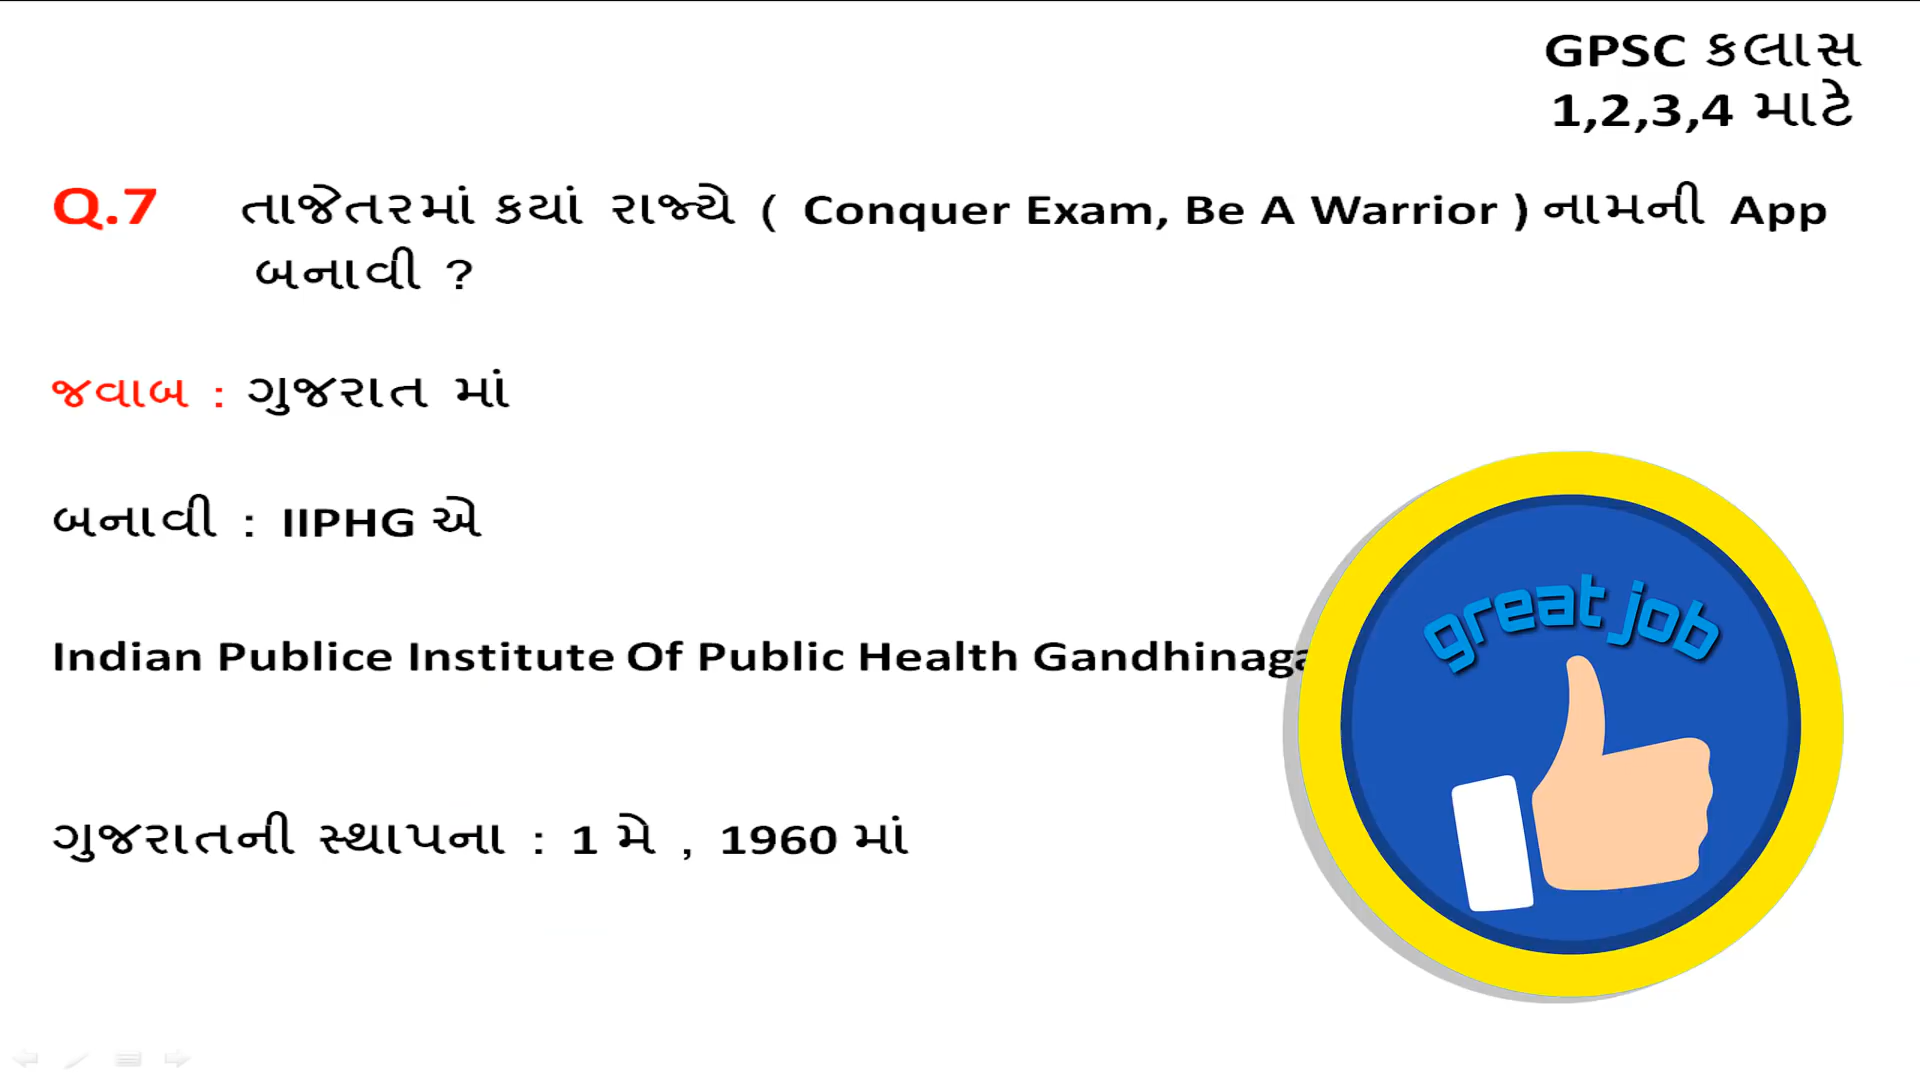 GPSC કલાસ
1,2,3,4 માટે
Q.7 તાજેતરમાં કયાં રાજ્યે ( Conquer Exam, Be A Warrior ) નામની App
બનાવી ?
જવાબ : ગુજરાત માં
બનાવી : IIPHG એ
Indian Publice Institute Of Public Health
great job
ગુજરાતની સ્થાપના : 1 મે , 1960 માં